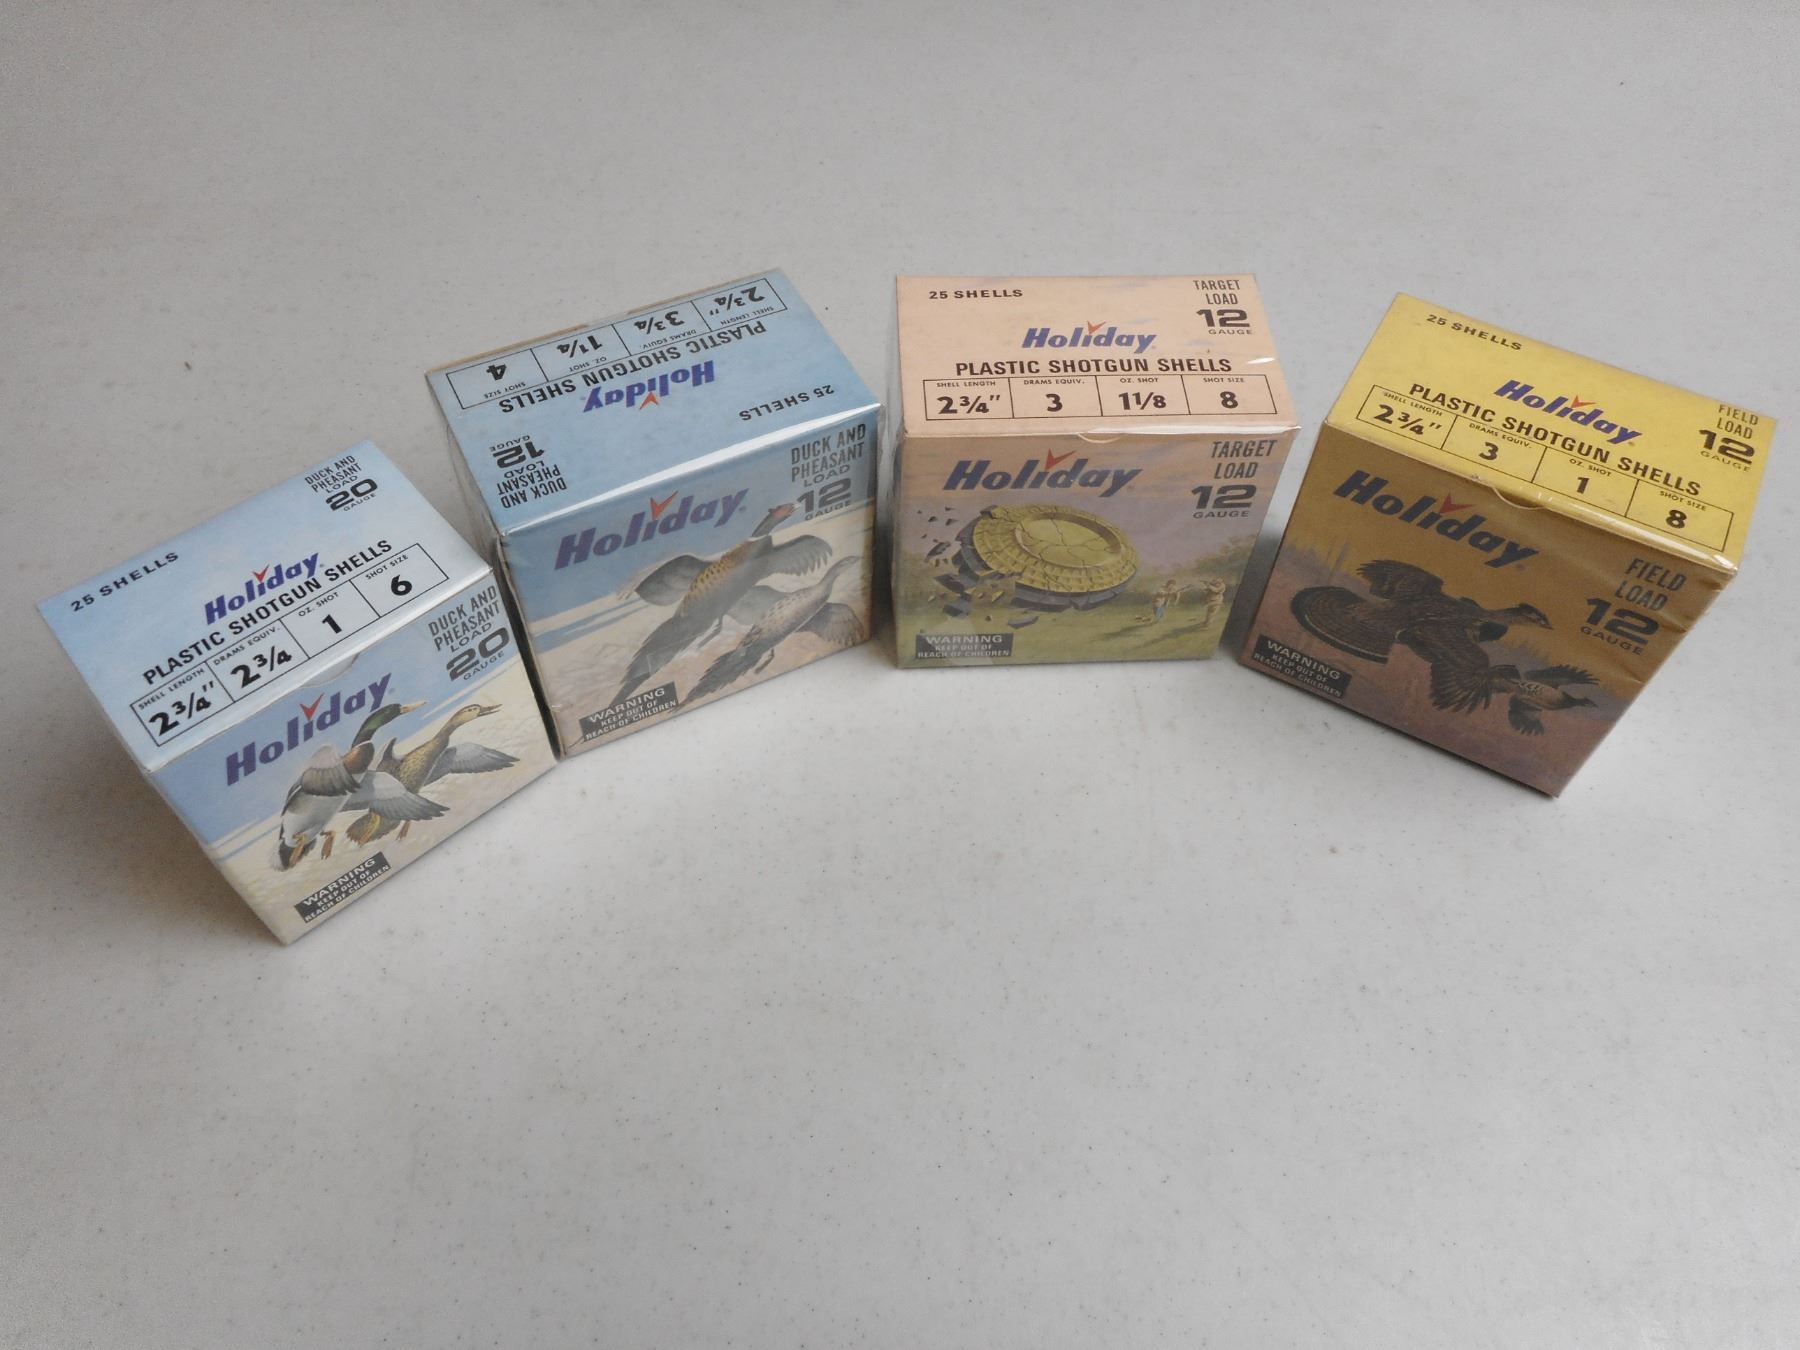 25 SHELLS
DUCK AND
PHEASANT
LOAD
20
GAUGE
Holiday
PLASTIC SHOTGUN SHELLS
SHELL LENGTH DRAMS EQUIV. OZ. SHOT SHOT SIZE
2¾" 2¾ 1 6
Holiday
DUCK AND
PHEASANT
LOAD
20
GAUGE
WARNING
KEEP OUT OF
REACH OF CHILDREN
25 SHELLS
DUCK AND
PHEASANT
LOAD
12
GAUGE
Holiday
PLASTIC SHOTGUN SHELLS
SHELL LENGTH DRAMS EQUIV. OZ. SHOT SHOT SIZE
2¾" 3¾ 1¼ 4
Holiday
DUCK AND
PHEASANT
LOAD
12
GAUGE
WARNING
KEEP OUT OF
REACH OF CHILDREN
25 SHELLS
TARGET
LOAD
12
GAUGE
Holiday
PLASTIC SHOTGUN SHELLS
SHELL LENGTH DRAMS EQUIV. OZ. SHOT SHOT SIZE
2¾" 3 1 1/8 8
Holiday
TARGET
LOAD
12
GAUGE
WARNING
KEEP OUT OF
REACH OF CHILDREN
25 SHELLS
FIELD
LOAD
12
GAUGE
Holiday
PLASTIC SHOTGUN SHELLS
SHELL LENGTH DRAMS EQUIV. OZ. SHOT SHOT SIZE
2¾" 3 1 8
Holiday
FIELD
LOAD
12
GAUGE
WARNING
KEEP OUT OF
REACH OF CHILDREN